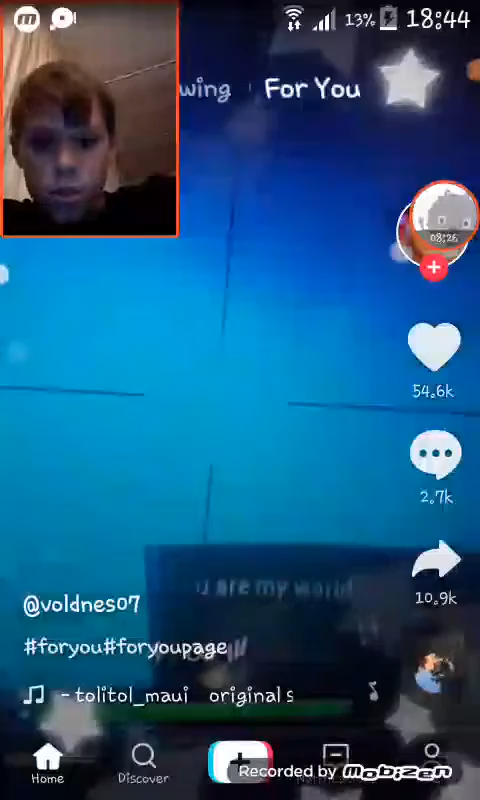 13% 18:44
wing For You
08:26
54.6k
2.7k
u are my world
10.9k
@voldnes07
#foryou#foryoupage
- tolitol_maui original s
Home Discover
Recorded by Mobizen